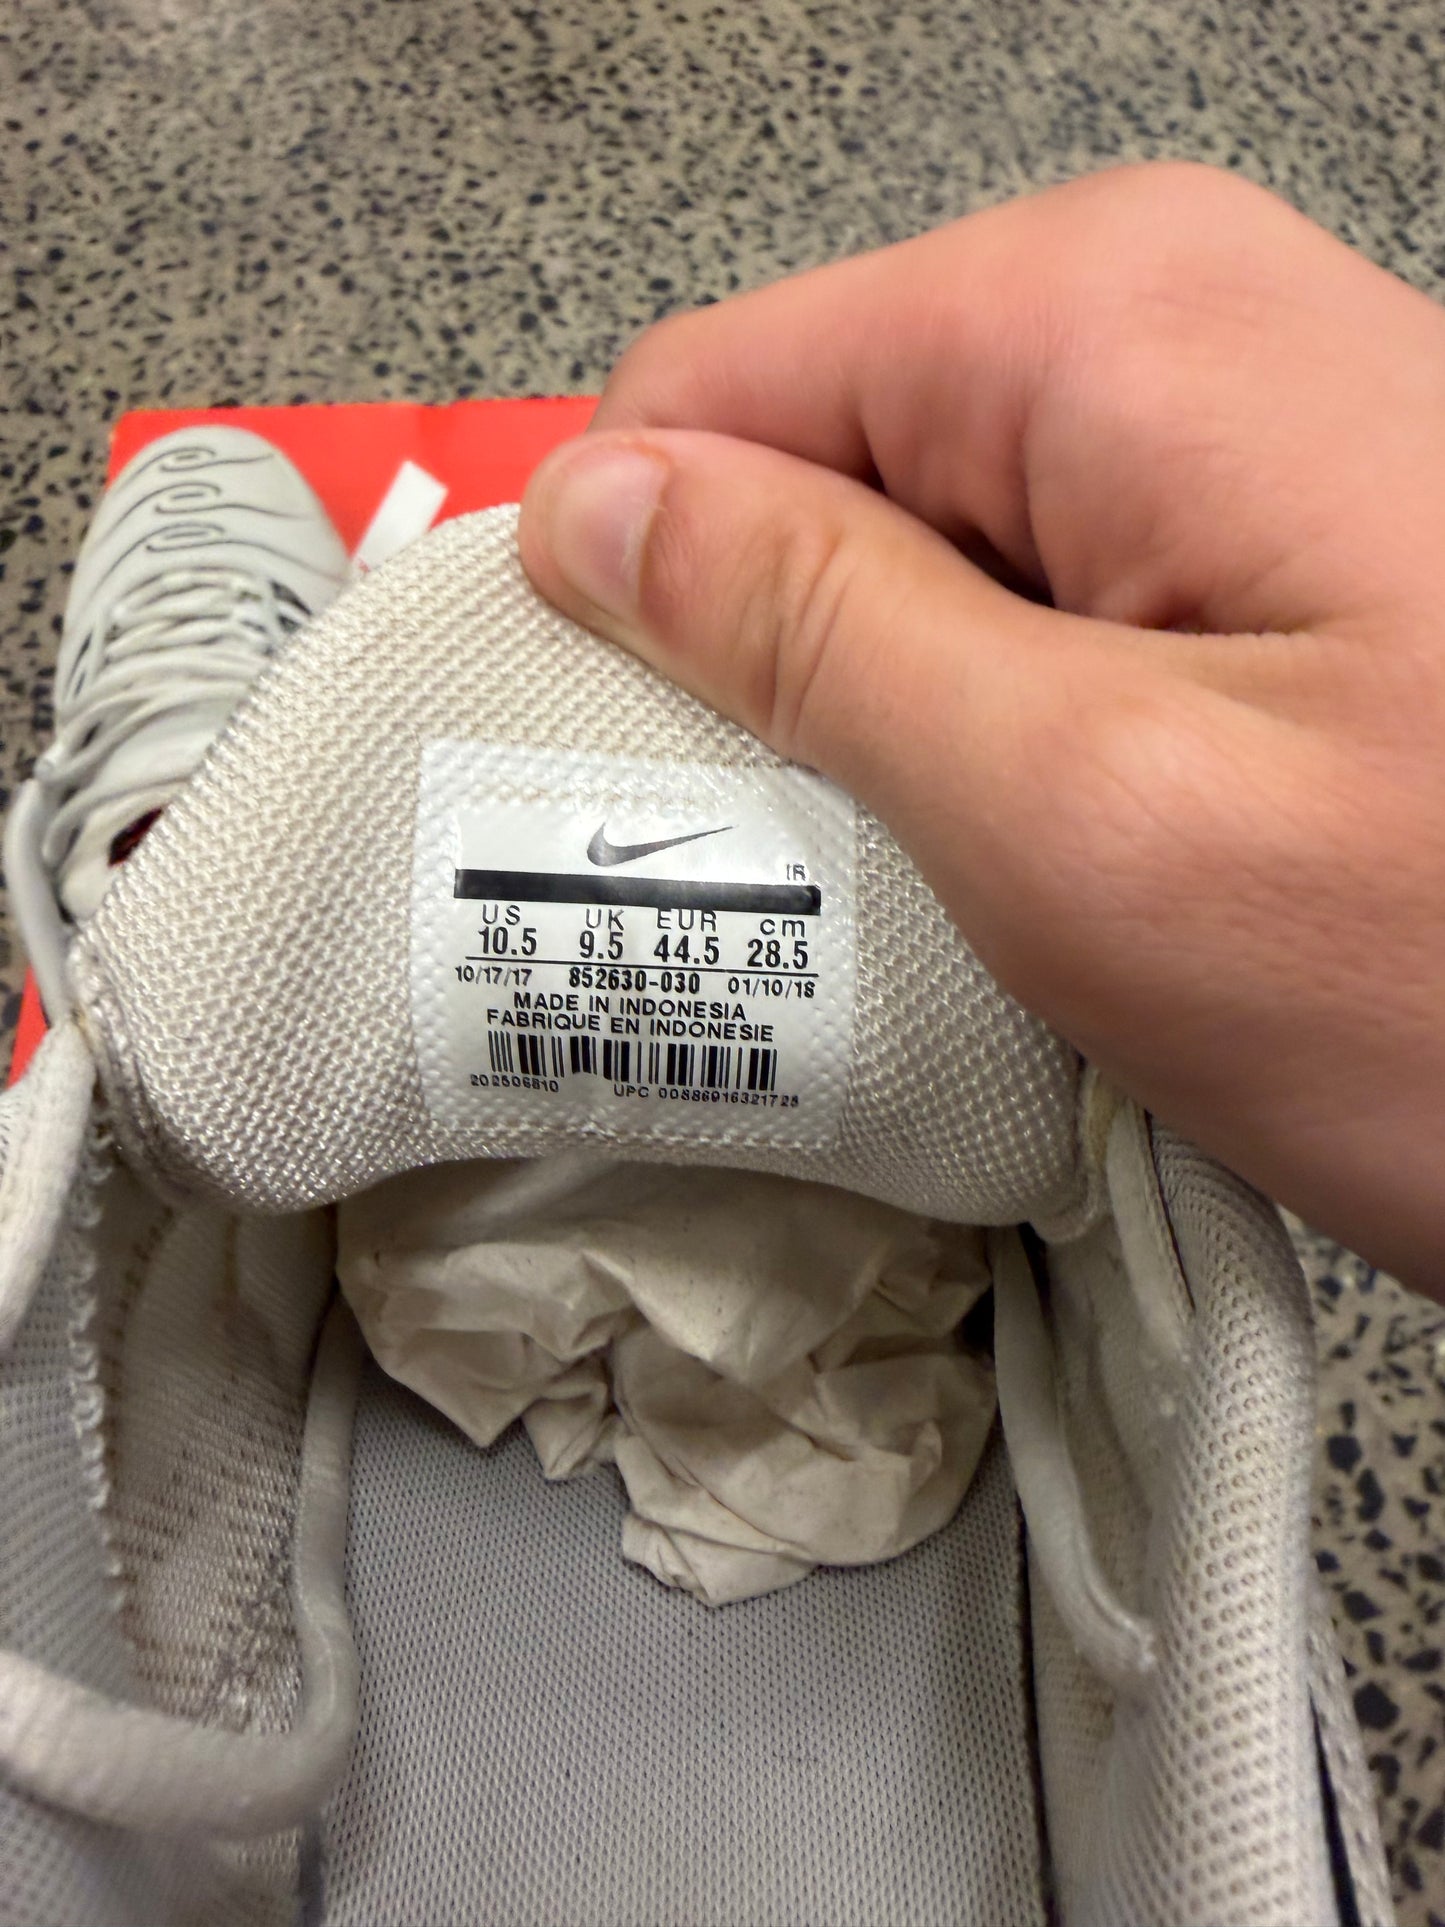 IR
US UK EUR cm
10.5 9.5 44.5 28.5
10/17/17 852630-030 01/10/18
MADE IN INDONESIA
FABRIQUE EN INDONESIE
202506810 UPC 00886916321725